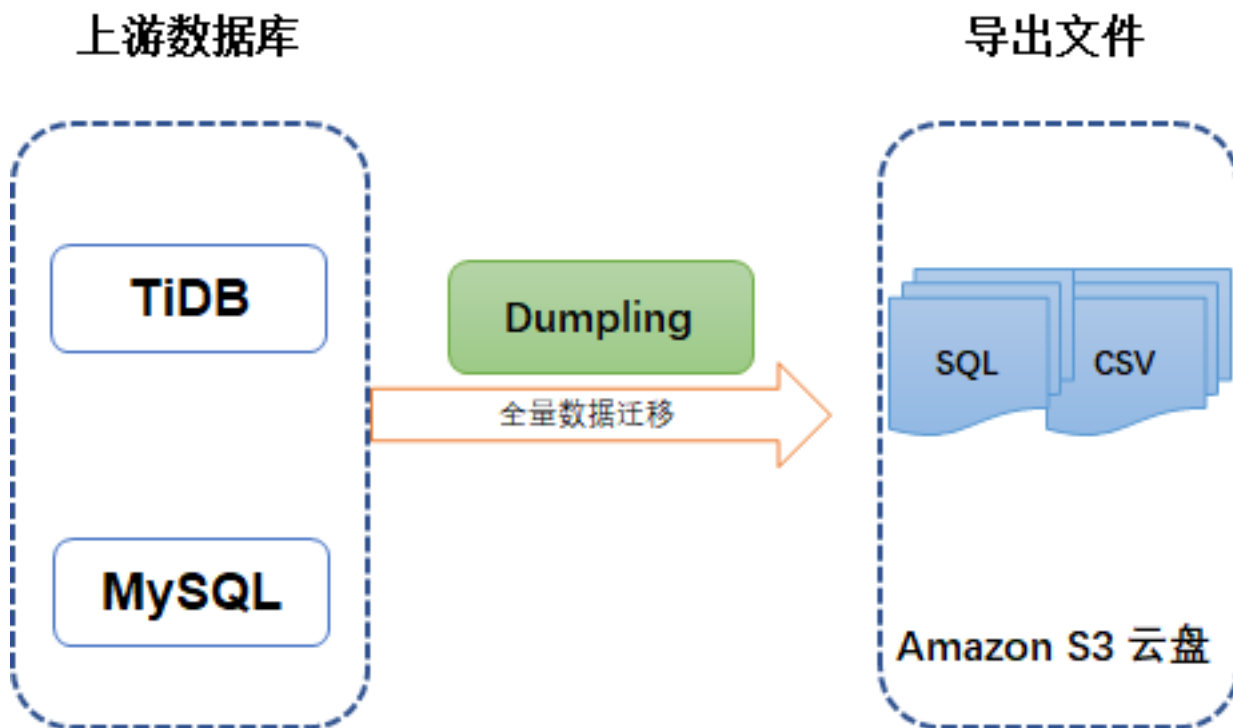 上游数据库
导出文件
TiDB
MySQL
Dumpling
全量数据迁移
SQL
CSV
Amazon S3 云盘